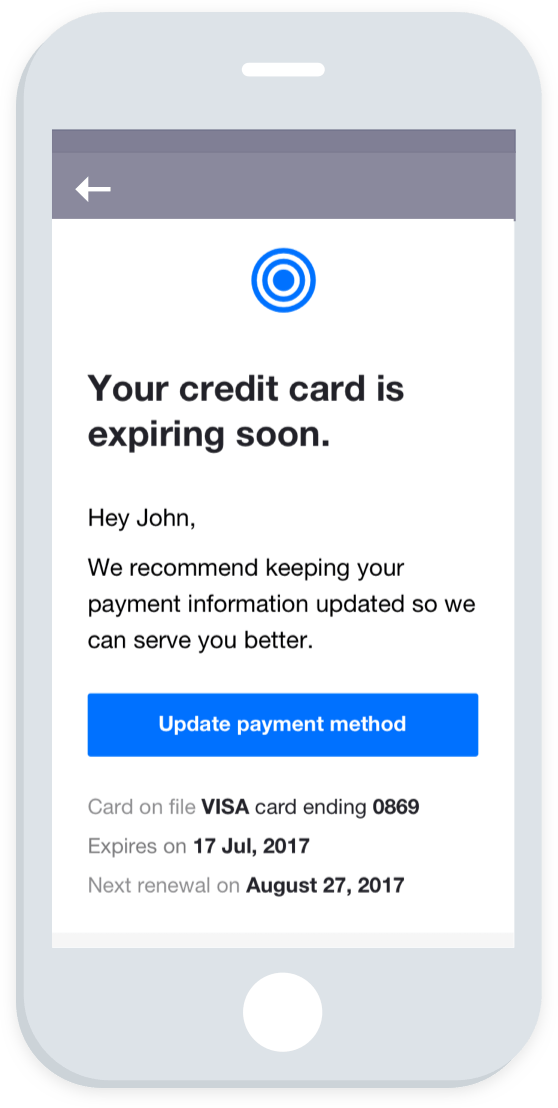 Your credit card is
expiring soon.
Hey John,
We recommend keeping your
payment information updated so we
can serve you better.
Update payment method
Card on file VISA card ending 0869
Expires on 17 Jul, 2017
Next renewal on August 27, 2017